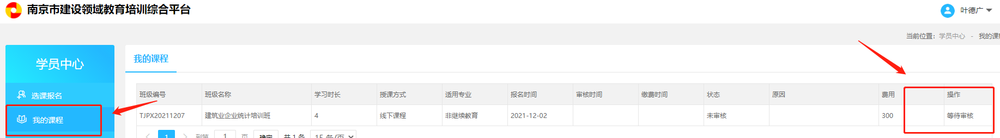 南京市建设领域教育培训综合平台
叶德广
当前位置：学员中心 - 我的课程
学员中心
选课报名
我的课程
我的课程
班级编号 班级名称 学习时长 授课方式 适用专业 报名时间 审核时间 缴费时间 状态 原因 费用 操作
TJPX20211207 建筑业企业统计培训班 4 线下课程 非继续教育 2021-12-02 未审核 300 等待审核
1 到第 1 页 确定 共 1 条 15 条/页